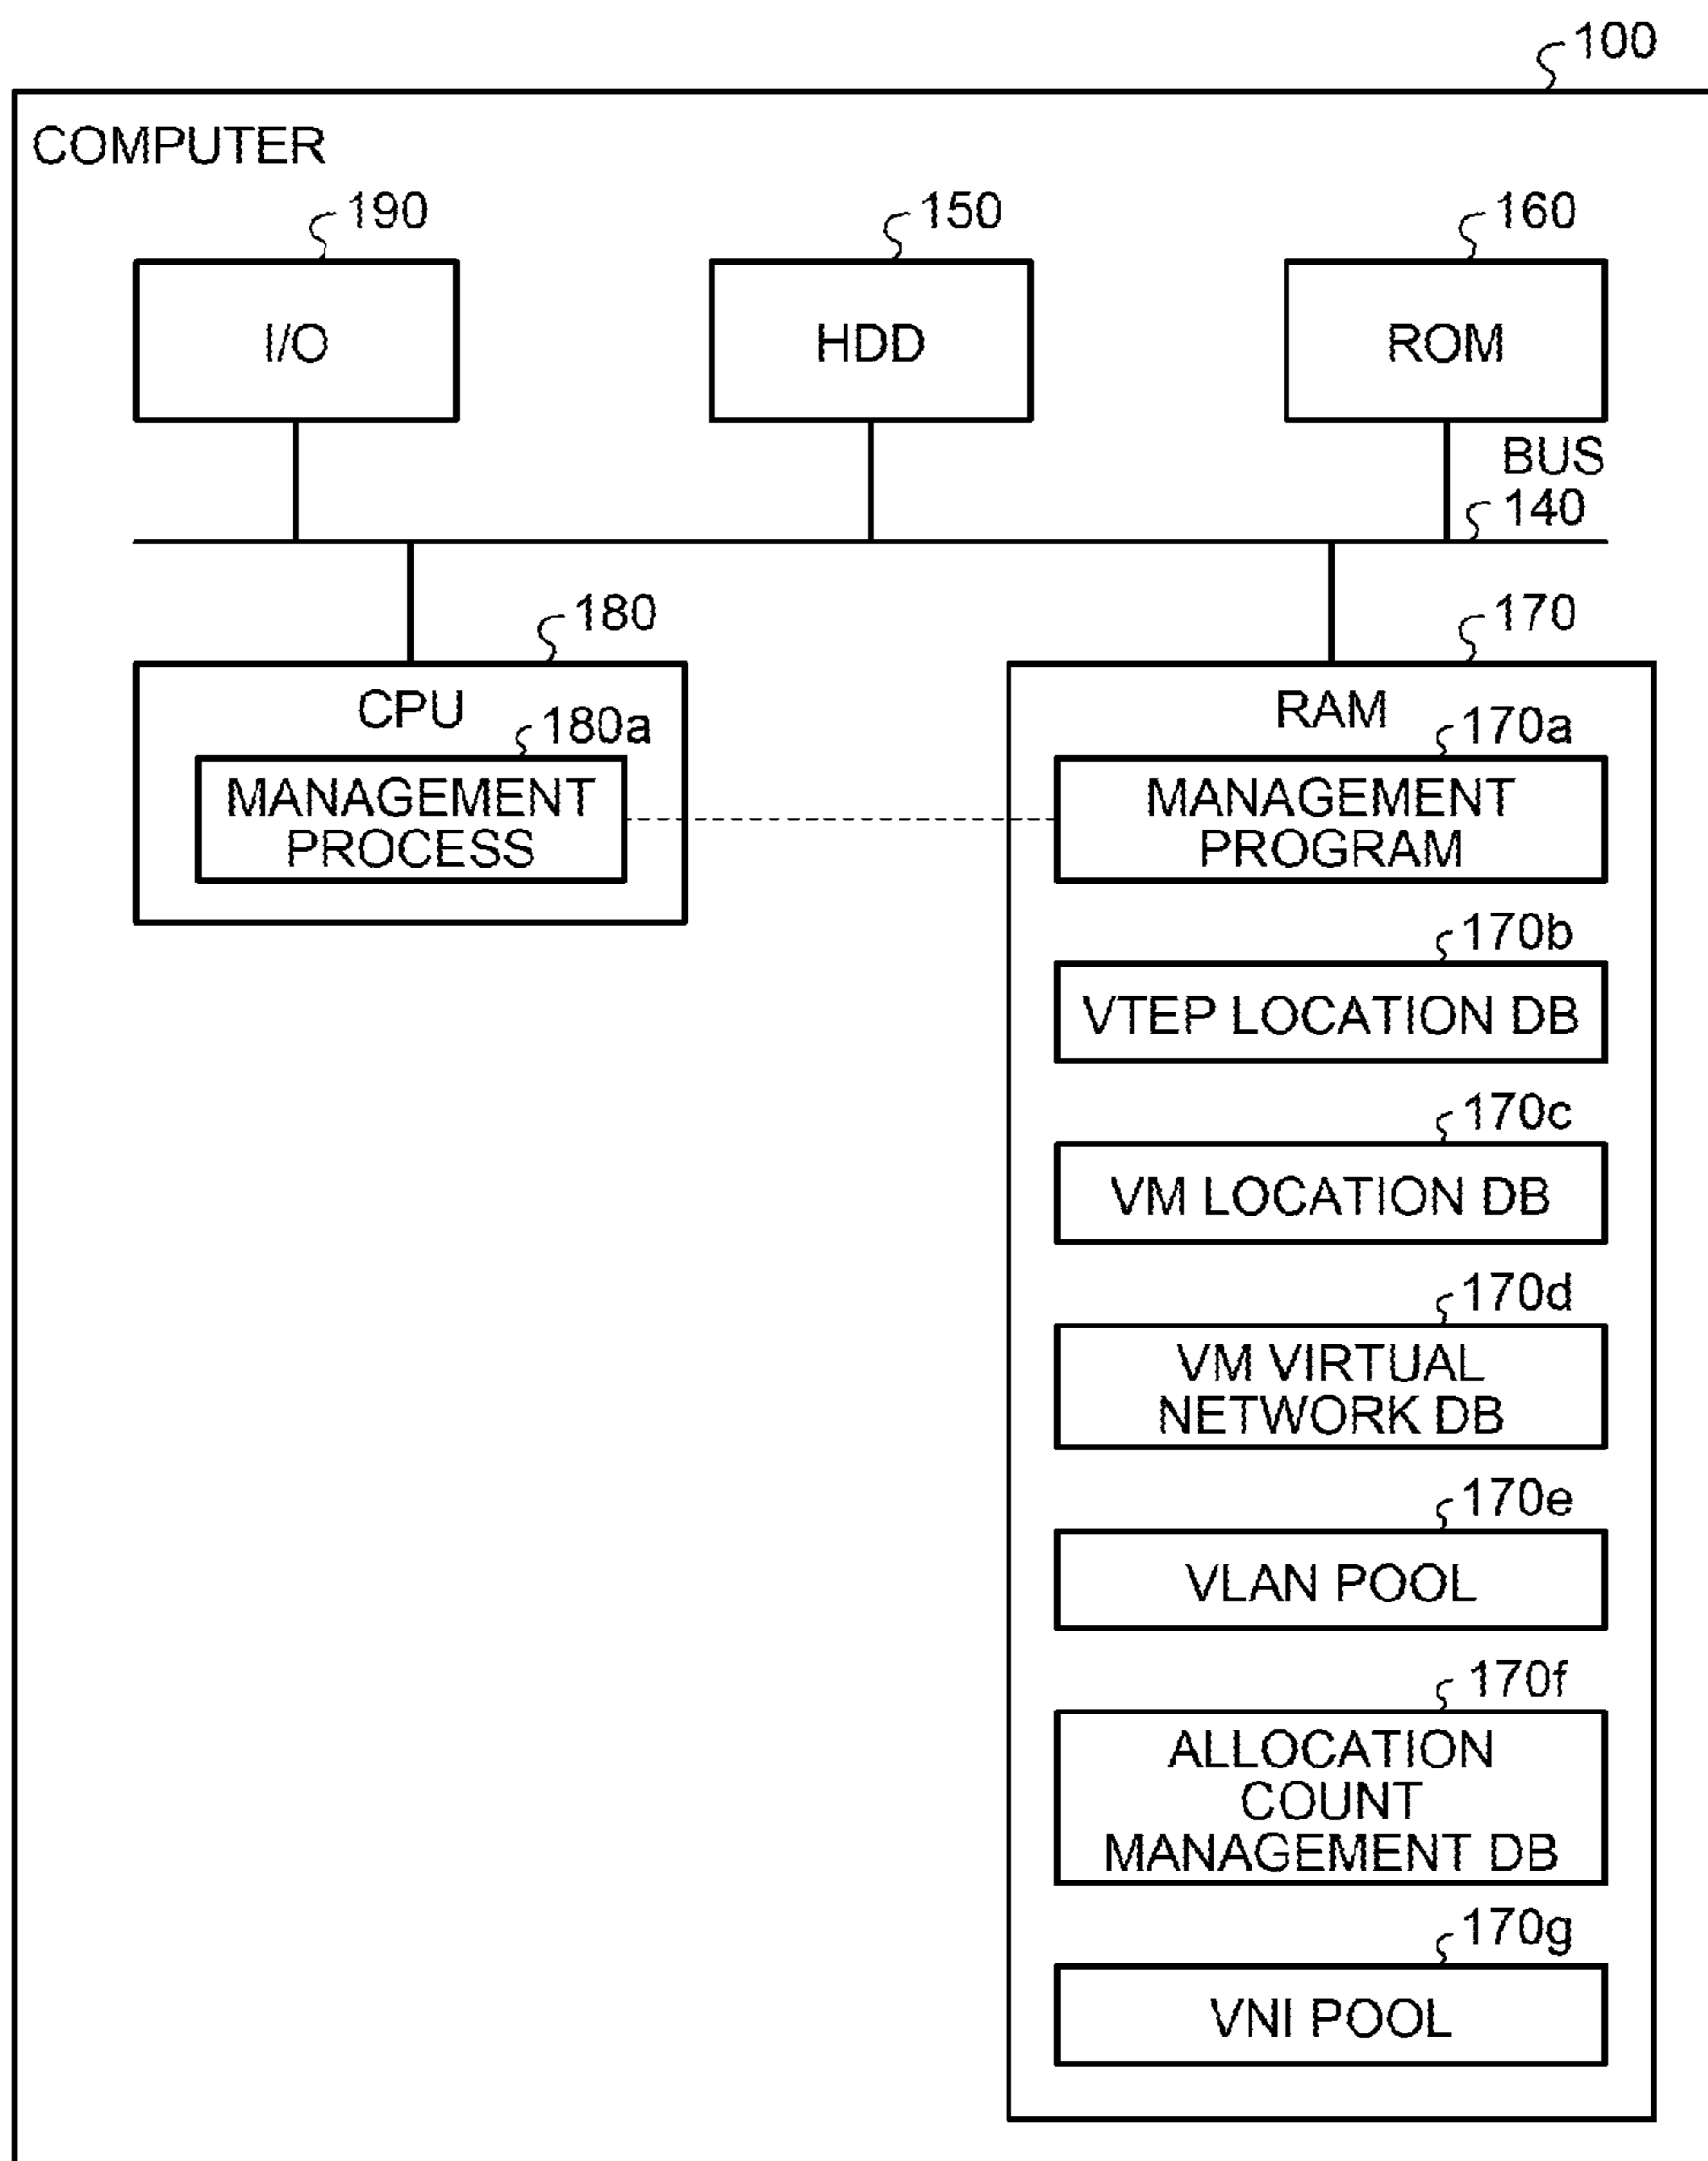 100
COMPUTER
190
150
160
I/O
HDD
ROM
BUS
140
180
170
CPU
RAM
180a
170a
MANAGEMENT
PROCESS
MANAGEMENT
PROGRAM
170b
VTEP LOCATION DB
170c
VM LOCATION DB
170d
VM VIRTUAL
NETWORK DB
170e
VLAN POOL
170f
ALLOCATION
COUNT
MANAGEMENT DB
170g
VNI POOL